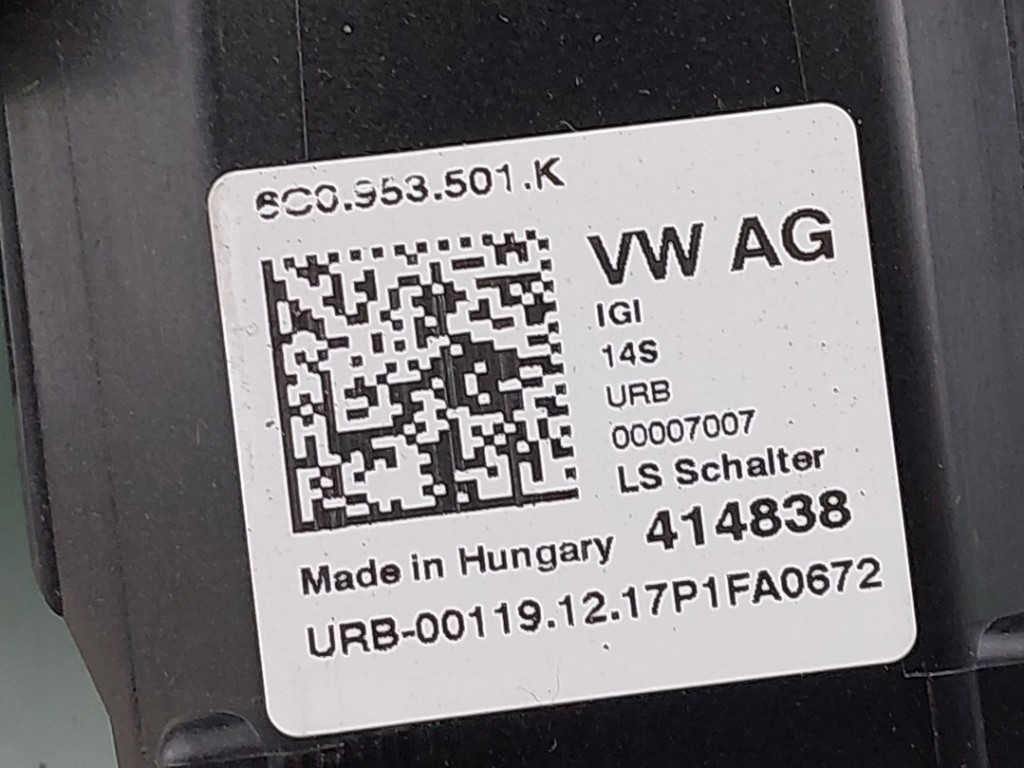 6C0.953.501.K
VW AG
IGI
14S
URB
00007007
LS Schalter
414838
Made in Hungary
URB-00119.12.17P1FA0672